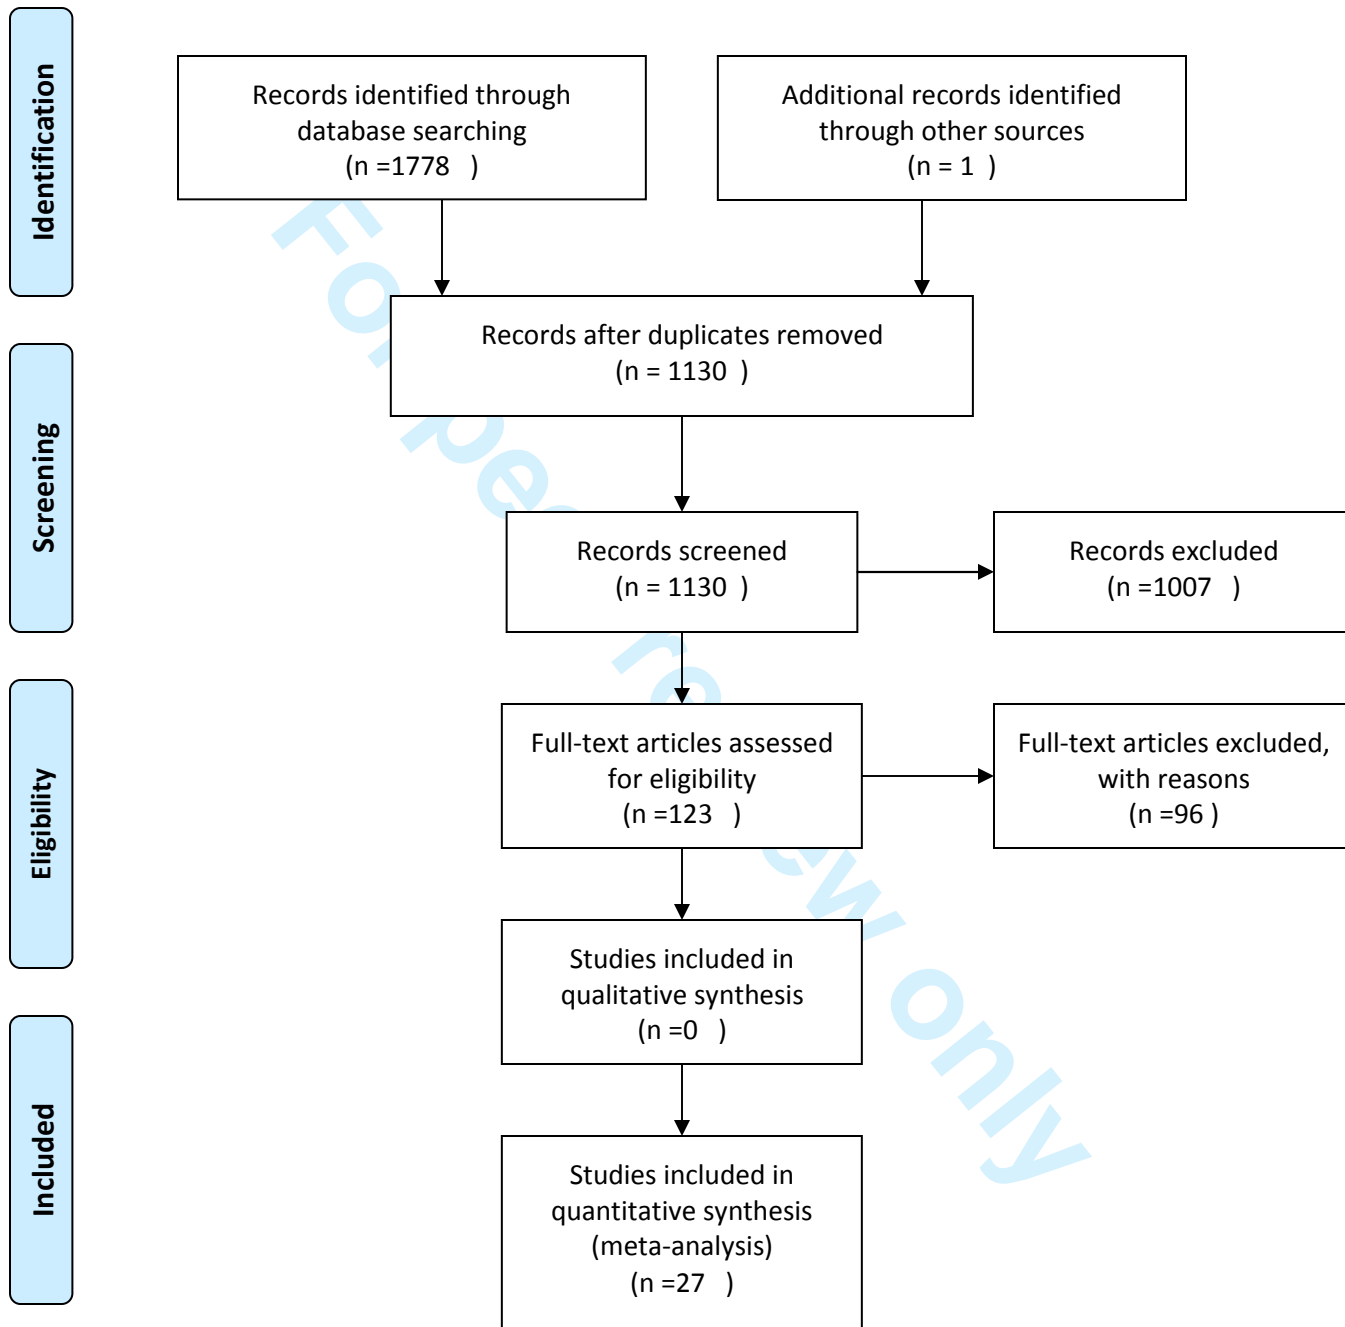 Identification
Records identified through
database searching
(n =1778   )
Additional records identified
through other sources
(n = 1  )
Records after duplicates removed
(n = 1130  )
Screening
Records screened
(n = 1130  )
Records excluded
(n =1007   )
Eligibility
Full-text articles assessed
for eligibility
(n =123   )
Full-text articles excluded,
with reasons
(n =96 )
Studies included in
qualitative synthesis
(n =0   )
Included
Studies included in
quantitative synthesis
(meta-analysis)
(n =27   )
For peer review only